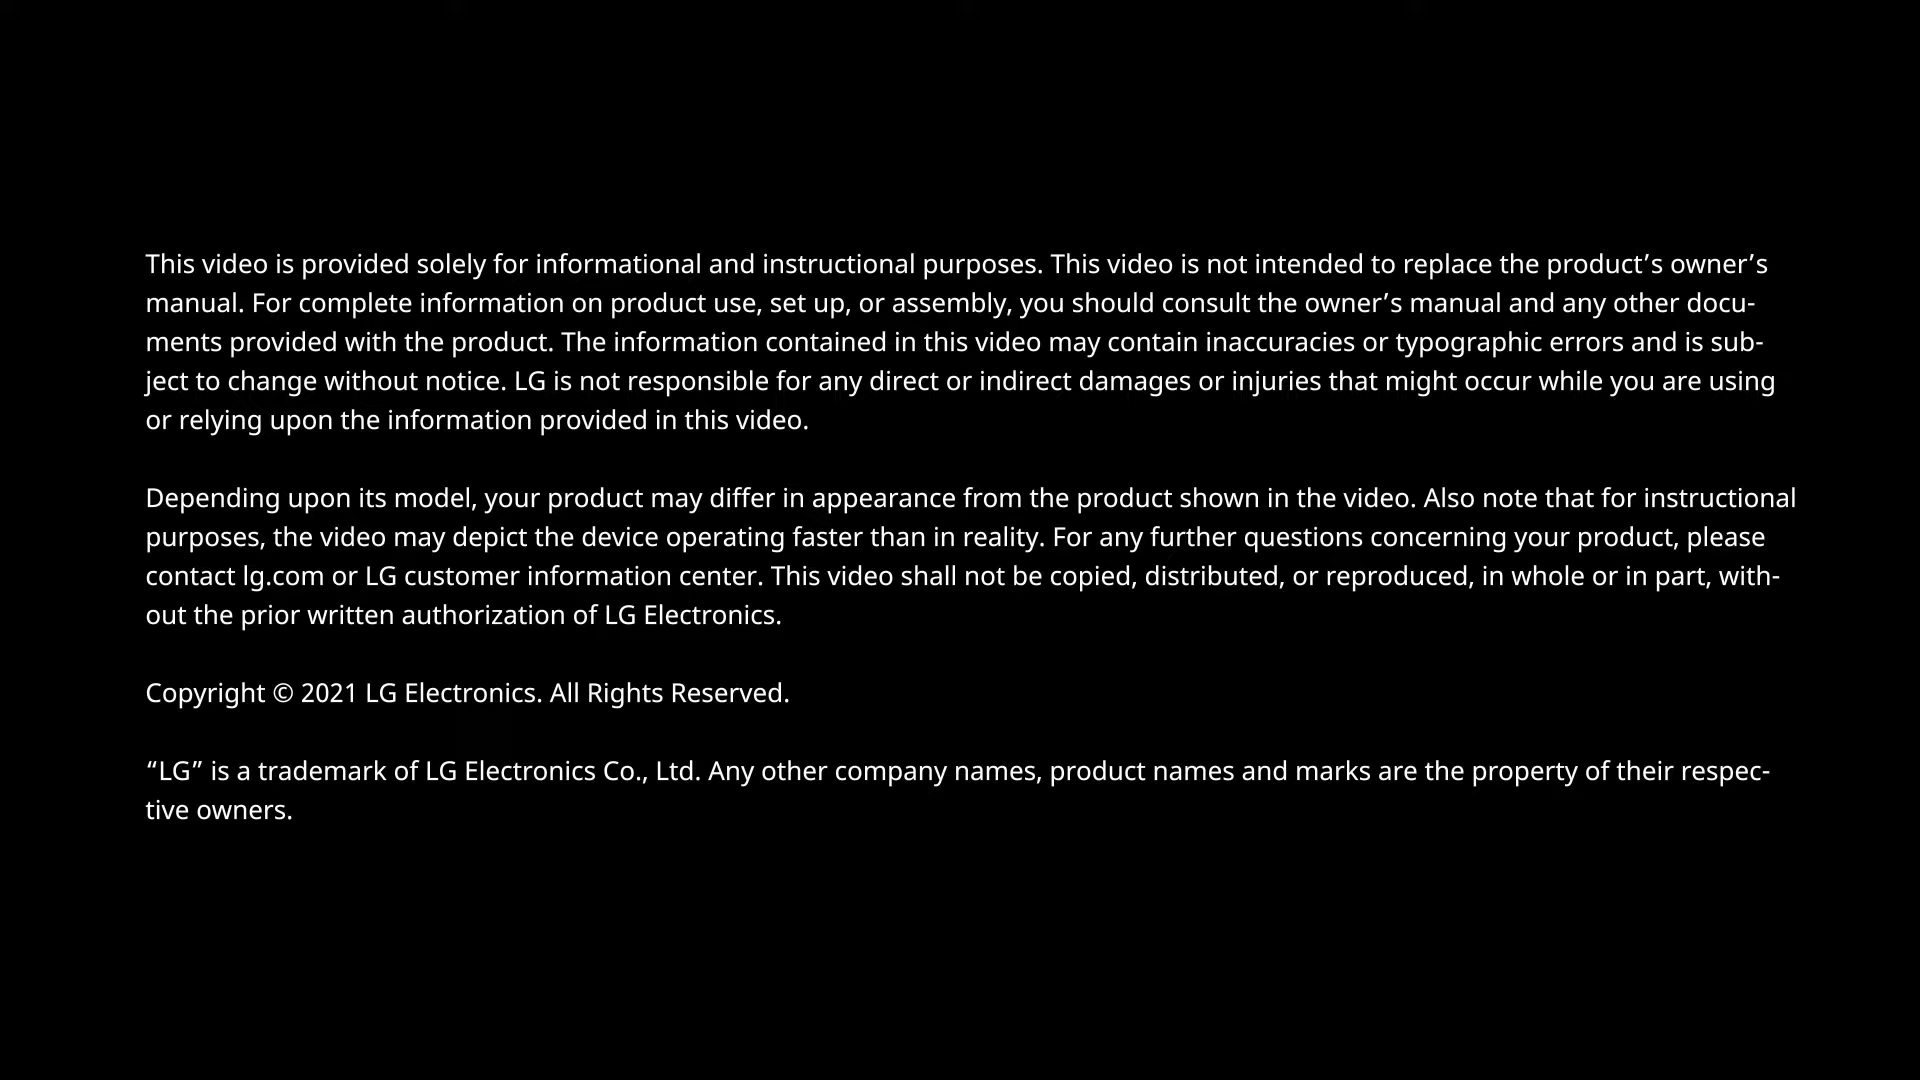 This video is provided solely for informational and instructional purposes. This video is not intended to replace the product’s owner’s
manual. For complete information on product use, set up, or assembly, you should consult the owner’s manual and any other docu-
ments provided with the product. The information contained in this video may contain inaccuracies or typographic errors and is sub-
ject to change without notice. LG is not responsible for any direct or indirect damages or injuries that might occur while you are using
or relying upon the information provided in this video.
Depending upon its model, your product may differ in appearance from the product shown in the video. Also note that for instructional
purposes, the video may depict the device operating faster than in reality. For any further questions concerning your product, please
contact lg.com or LG customer information center. This video shall not be copied, distributed, or reproduced, in whole or in part, with-
out the prior written authorization of LG Electronics.
Copyright © 2021 LG Electronics. All Rights Reserved.
“LG” is a trademark of LG Electronics Co., Ltd. Any other company names, product names and marks are the property of their respec-
tive owners.